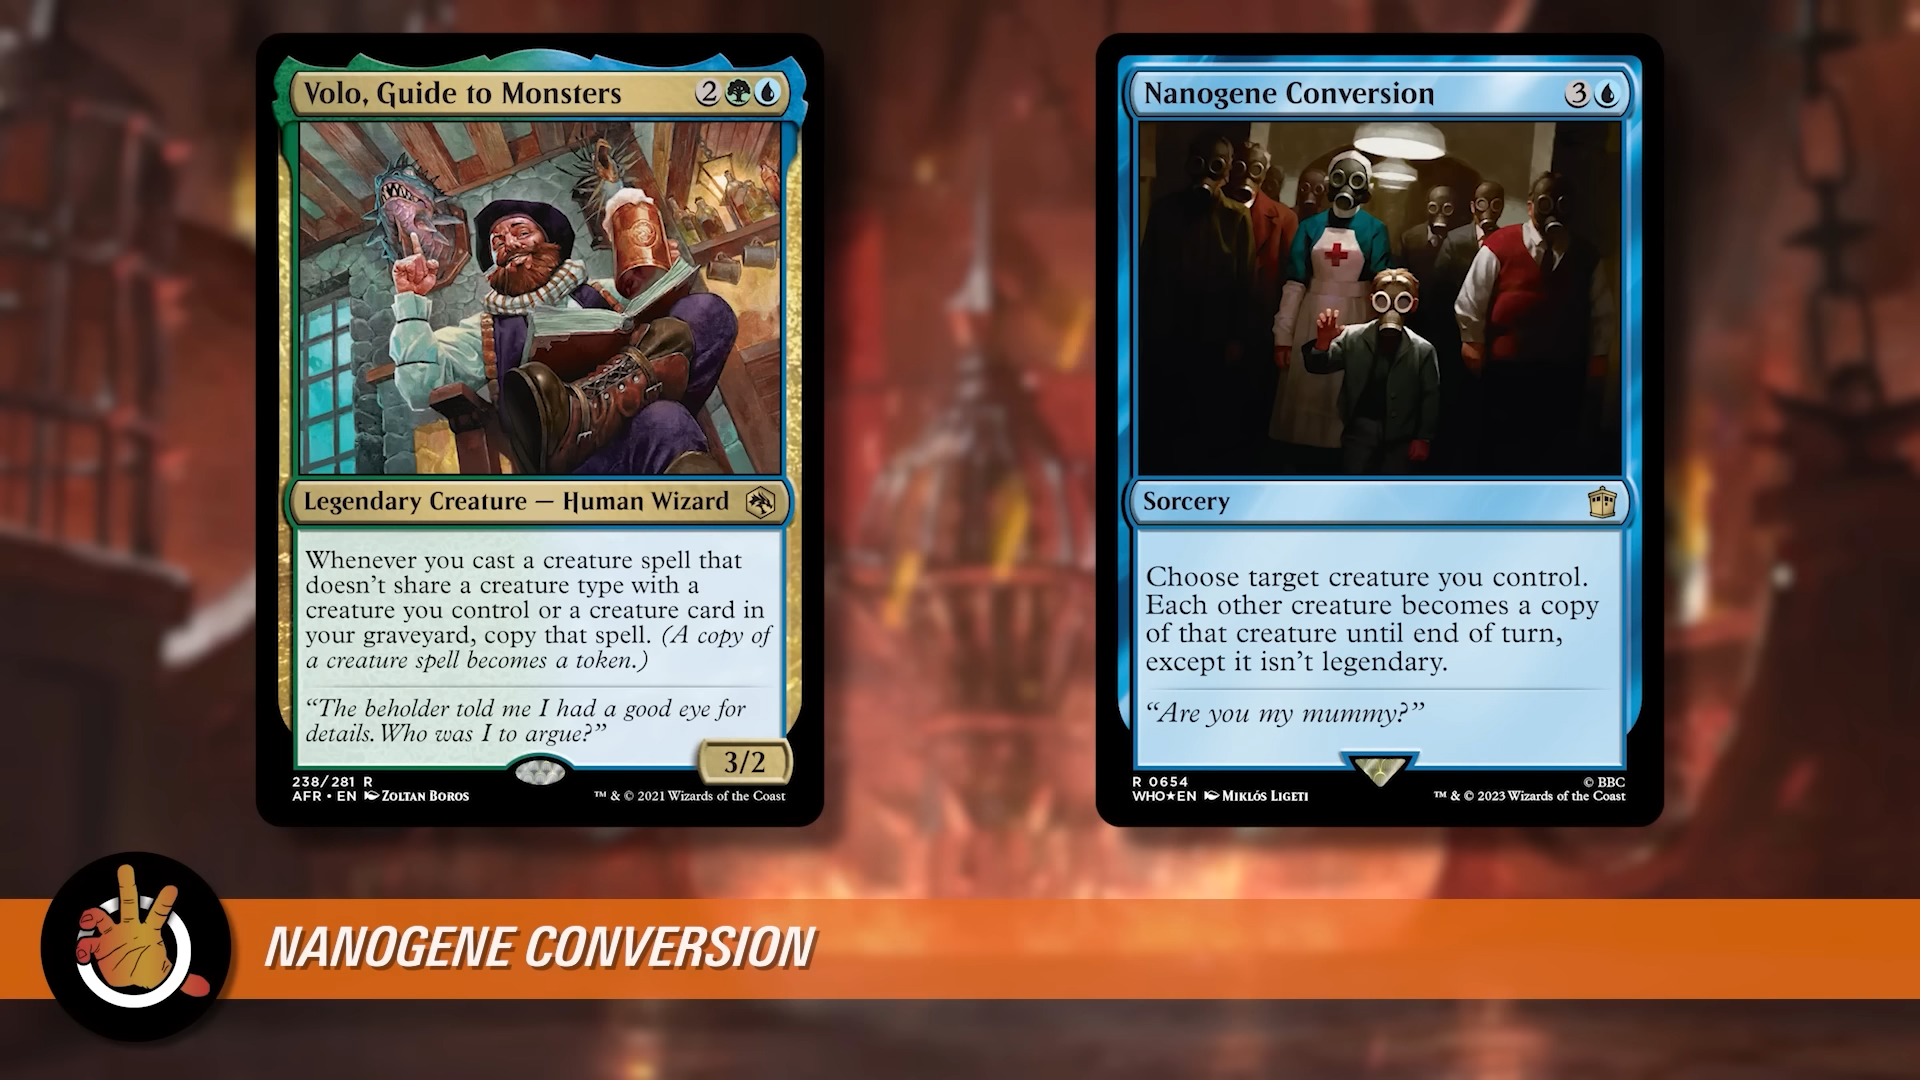 Volo, Guide to Monsters
2
Legendary Creature — Human Wizard
Whenever you cast a creature spell that
doesn't share a creature type with a
creature you control or a creature card in
your graveyard, copy that spell. (A copy of
a creature spell becomes a token.)
“The beholder told me I had a good eye for
details. Who was I to argue?”
3/2
238/281 R
AFR • EN Zoltan Boros
™ & © 2021 Wizards of the Coast
Nanogene Conversion
3
Sorcery
Choose target creature you control.
Each other creature becomes a copy
of that creature until end of turn,
except it isn't legendary.
“Are you my mummy?”
R 0654
WHO★EN Miklós Ligeti
© BBC
™ & © 2023 Wizards of the Coast
NANOGENE CONVERSION